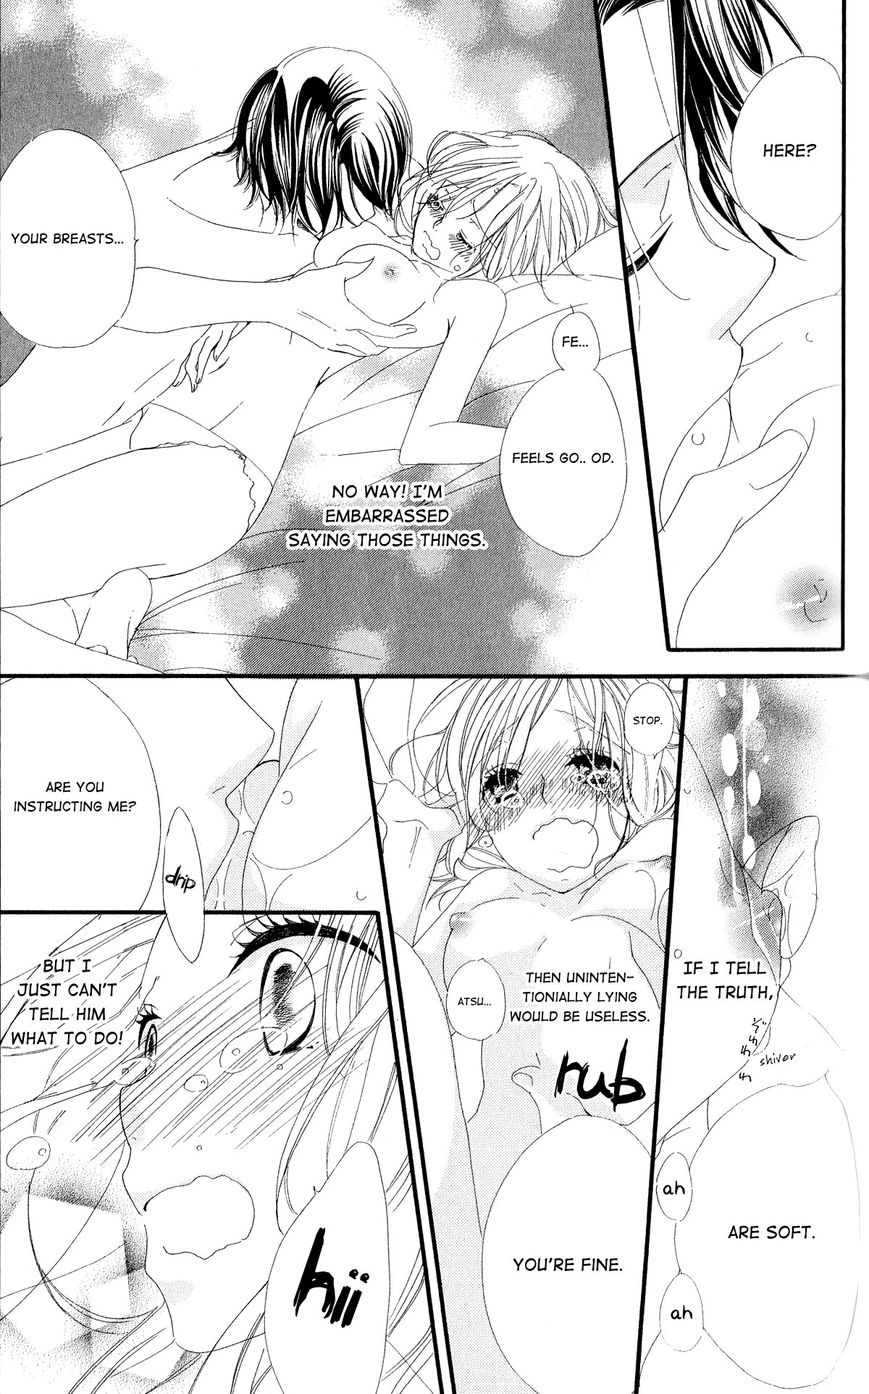 HERE?
YOUR BREASTS...
FE...
FEELS GO.. OD.
NO WAY! I'M
EMBARRASSED
SAYING THOSE THINGS.
IF I TELL
THE TRUTH,
shiver
ARE SOFT.
ah
ah
STOP.
THEN UNINTEN-
TIONALLY LYING
WOULD BE USELESS.
ATSU...
rub
YOU'RE FINE.
ARE YOU
INSTRUCTING ME?
drip
BUT I
JUST CAN'T
TELL HIM
WHAT TO DO!
hii